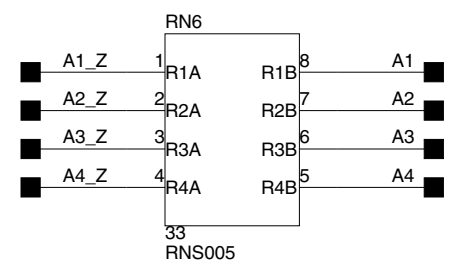 RN6
A1_Z 1 R1A R1B 8 A1
A2_Z 2 R2A R2B 7 A2
A3_Z 3 R3A R3B 6 A3
A4_Z 4 R4A R4B 5 A4
33
RNS005